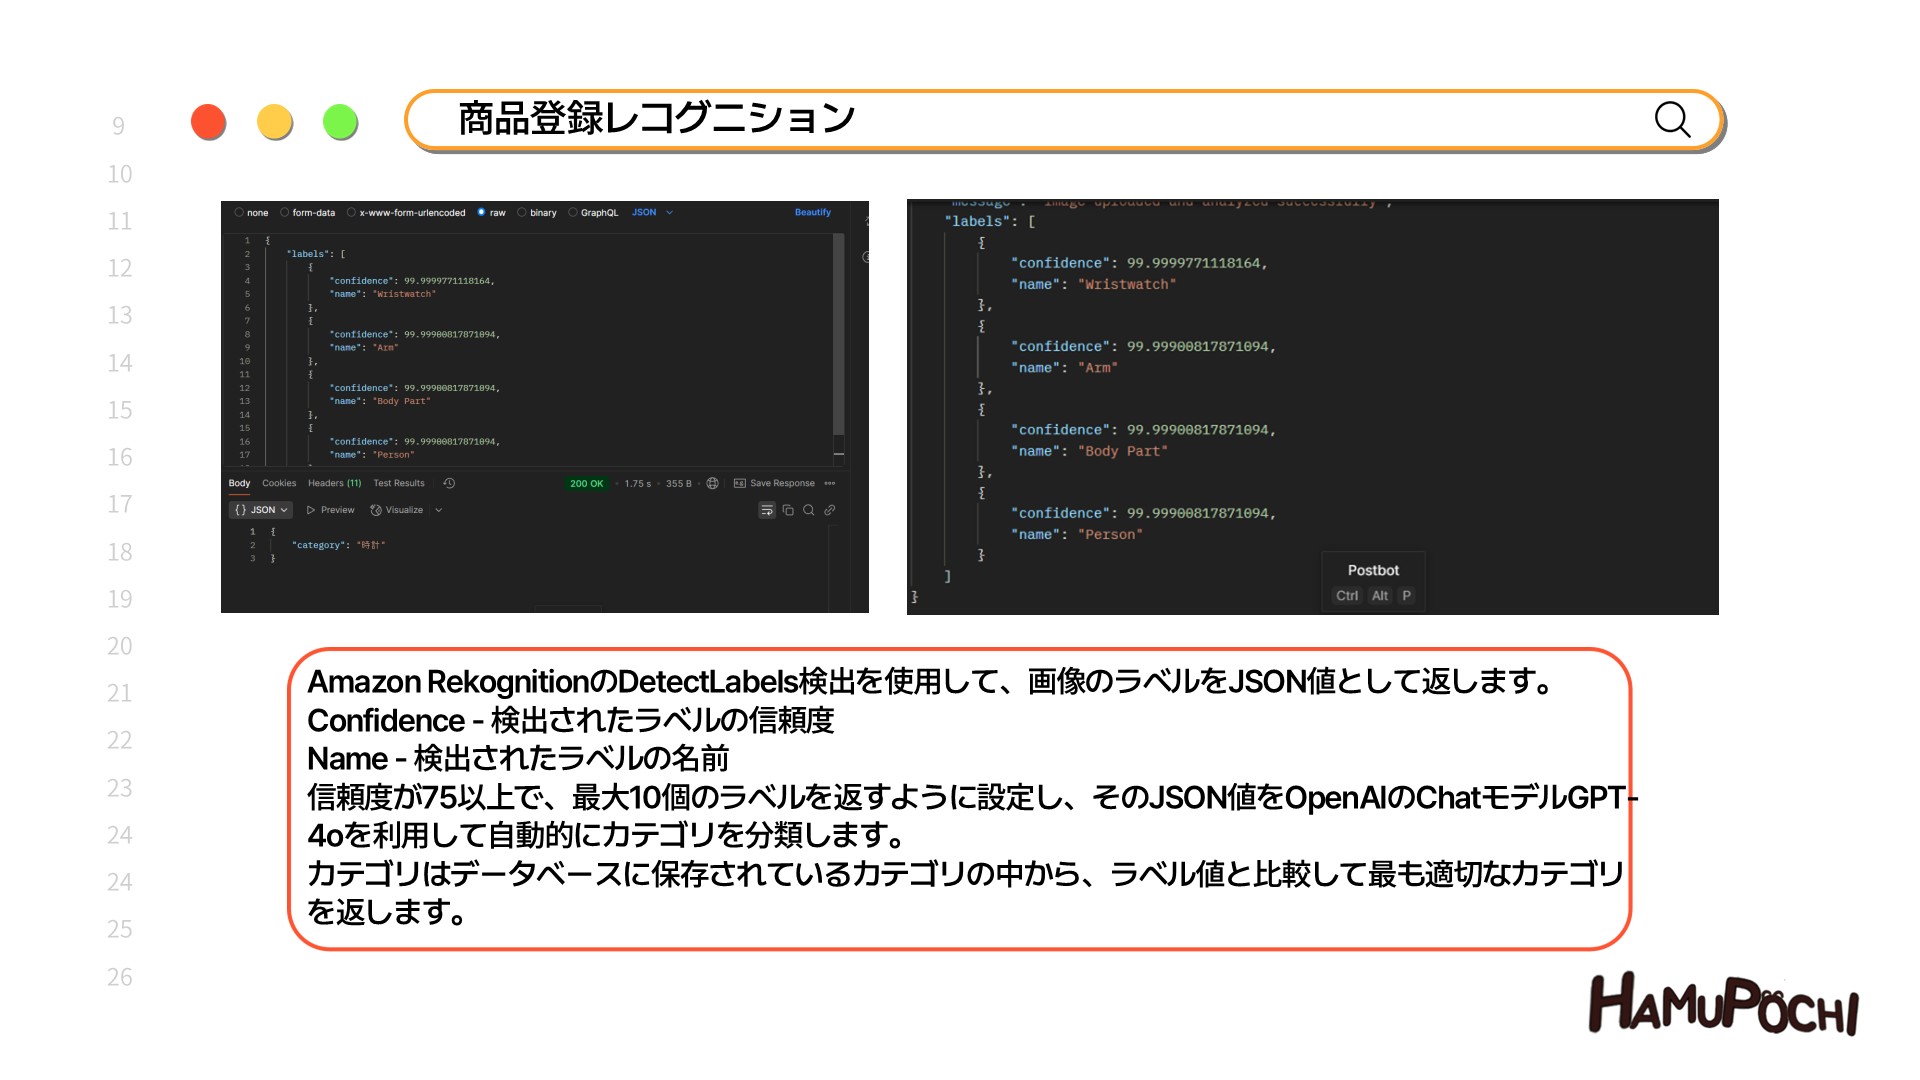 商品登録レコグニション
9
10
11
12
13
14
15
16
17
18
19
20
21
22
23
24
24
25
26
none form-data x-www-form-urlencoded raw binary GraphQL JSON Beautify
1 {
2 "labels": [
3 {
4 "confidence": 99.9999771118164,
5 "name": "Wristwatch"
6 },
7 {
8 "confidence": 99.99900817871094,
9 "name": "Arm"
10 },
11 {
12 "confidence": 99.99900817871094,
13 "name": "Body Part"
14 },
15 {
16 "confidence": 99.99900817871094,
17 "name": "Person"
Body Cookies Headers (11) Test Results 200 OK • 1.75 s • 355 B • Save Response
{} JSON Preview Visualize
1 {
2 "category": "時計"
3 }
"message": "Image uploaded and analyzed successfully",
"labels": [
{
"confidence": 99.9999771118164,
"name": "Wristwatch"
},
{
"confidence": 99.99900817871094,
"name": "Arm"
},
{
"confidence": 99.99900817871094,
"name": "Body Part"
},
{
"confidence": 99.99900817871094,
"name": "Person"
}
]
}
Postbot
Ctrl Alt P
Amazon RekognitionのDetectLabels検出を使用して、画像のラベルをJSON値として返します。
Confidence - 検出されたラベルの信頼度
Name - 検出されたラベルの名前
信頼度が75以上で、最大10個のラベルを返すように設定し、そのJSON値をOpenAIのChatモデルGPT-
4oを利用して自動的にカテゴリを分類します。
カテゴリはデータベースに保存されているカテゴリの中から、ラベル値と比較して最も適切なカテゴリ
を返します。
HAMUPOCHI